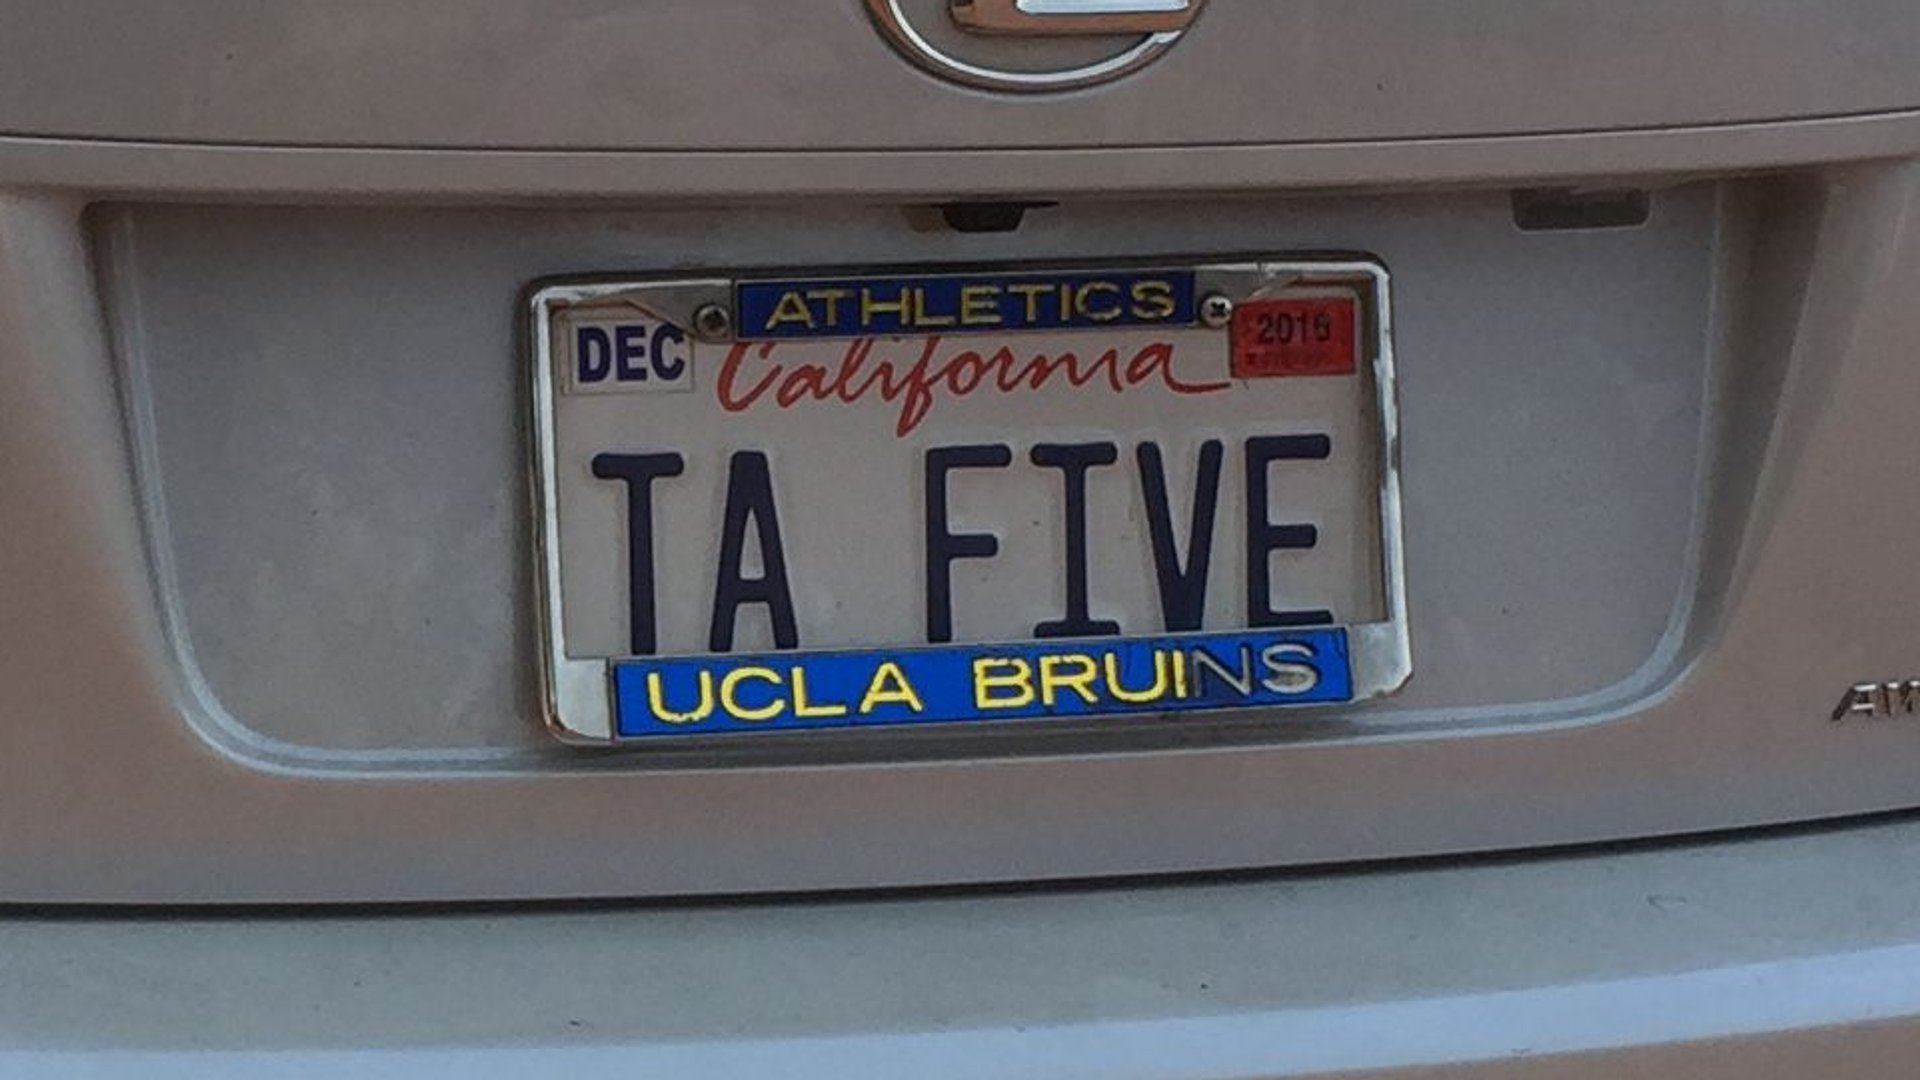 ATHLETICS
DEC
2016
California
TA FIVE
UCLA BRUINS